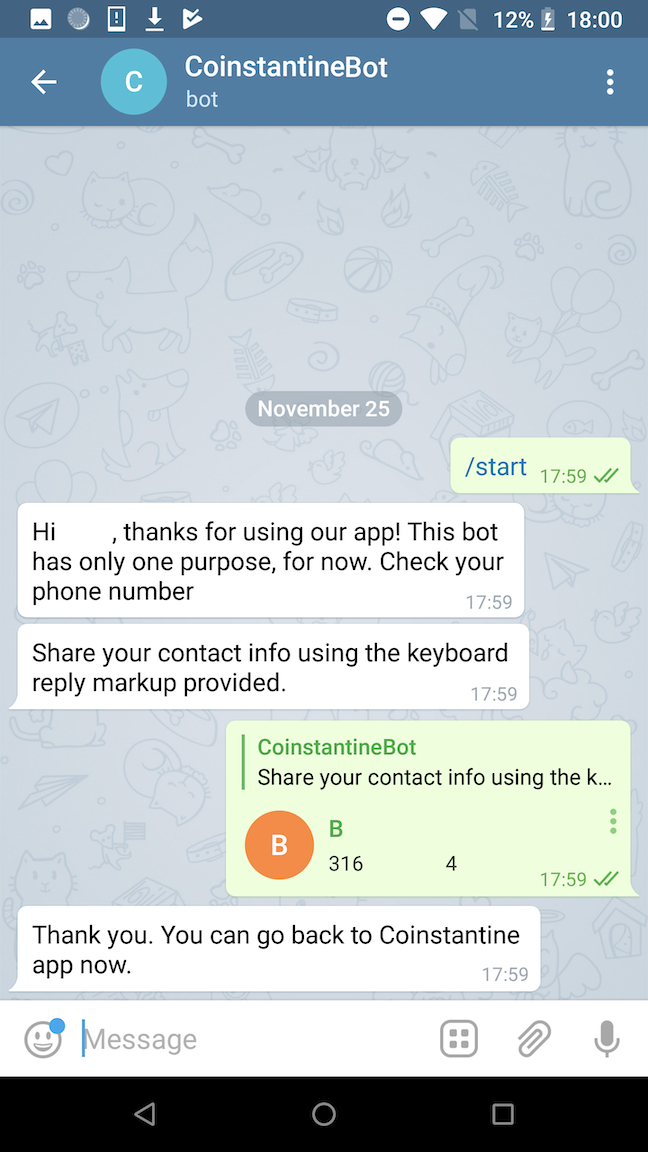 12% 18:00
C
CoinstantineBot
bot
November 25
/start 17:59
Hi , thanks for using our app! This bot
has only one purpose, for now. Check your
phone number
17:59
Share your contact info using the keyboard
reply markup provided.
17:59
CoinstantineBot
Share your contact info using the k...
B
B
316 4
17:59
Thank you. You can go back to Coinstantine
app now.
17:59
Message